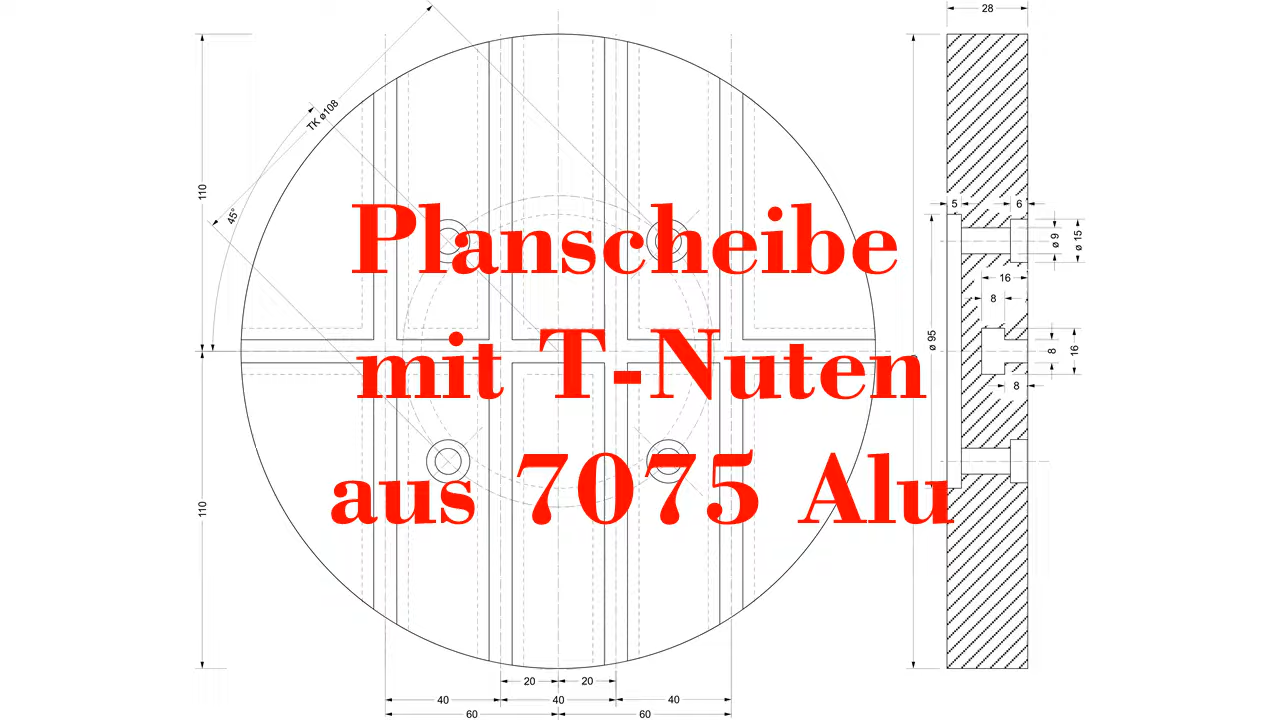 28
TK ø108
45°
110
Planscheibe
mit T-Nuten
aus 7075 Alu
5
6
ø 9
ø 15
16
8
ø 95
8
16
8
110
20
20
40
40
40
60
60